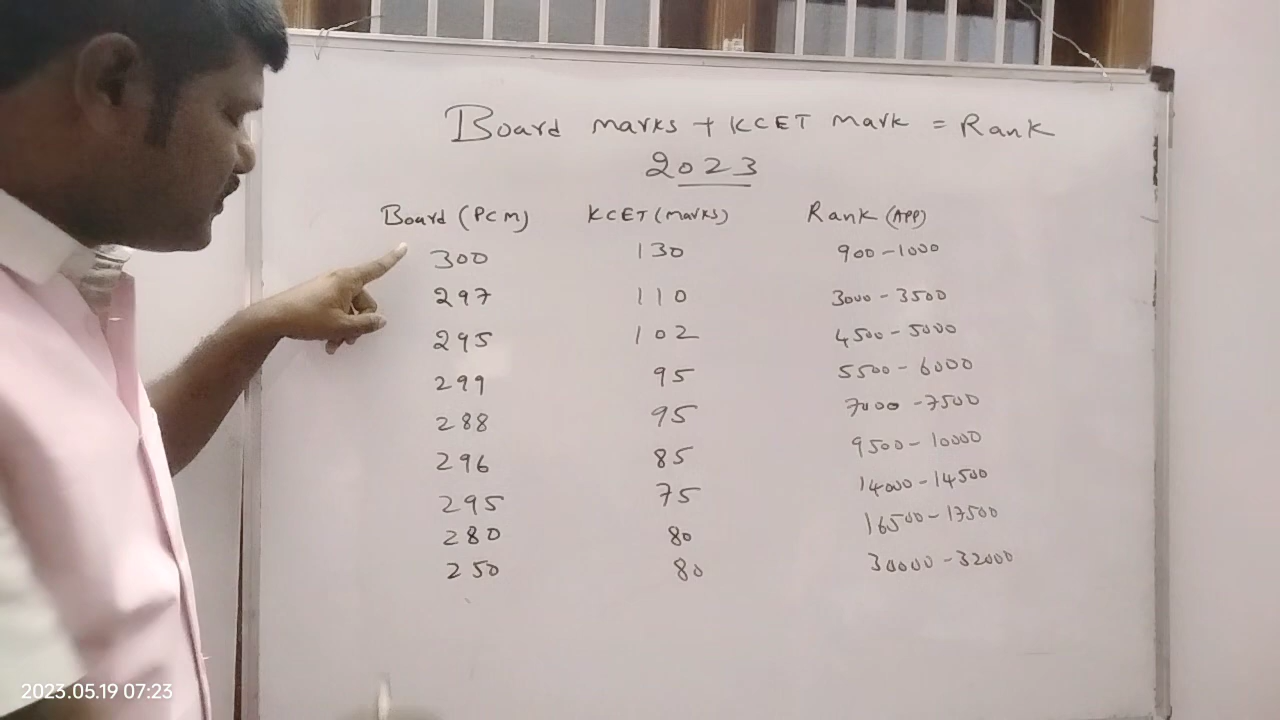 Board marks + KCET mark = Rank
2023
Board (PCM) KCET (Marks) Rank (APP)
300 130 900-1000
297 110 3000-3500
295 102 4500-5000
299 95 5500-6000
288 95 7000-7500
296 85 9500-10000
295 75 14000-14500
280 80 16500-17500
250 80 30000-32000
2023.05.19 07:23